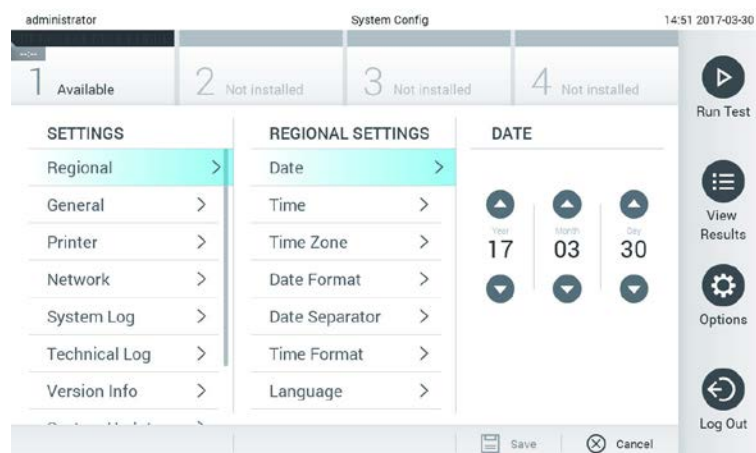 administrator System Config 14:51 2017-03-30
--:--
1 Available 2 Not installed 3 Not installed 4 Not installed
Run Test
SETTINGS REGIONAL SETTINGS DATE
Regional > Date >
General > Time >
Printer > Time Zone >
Year Month Day
17 03 30
View
Results
Network > Date Format >
System Log > Date Separator >
Options
Technical Log > Time Format >
Version Info > Language >
Log Out
Save Cancel